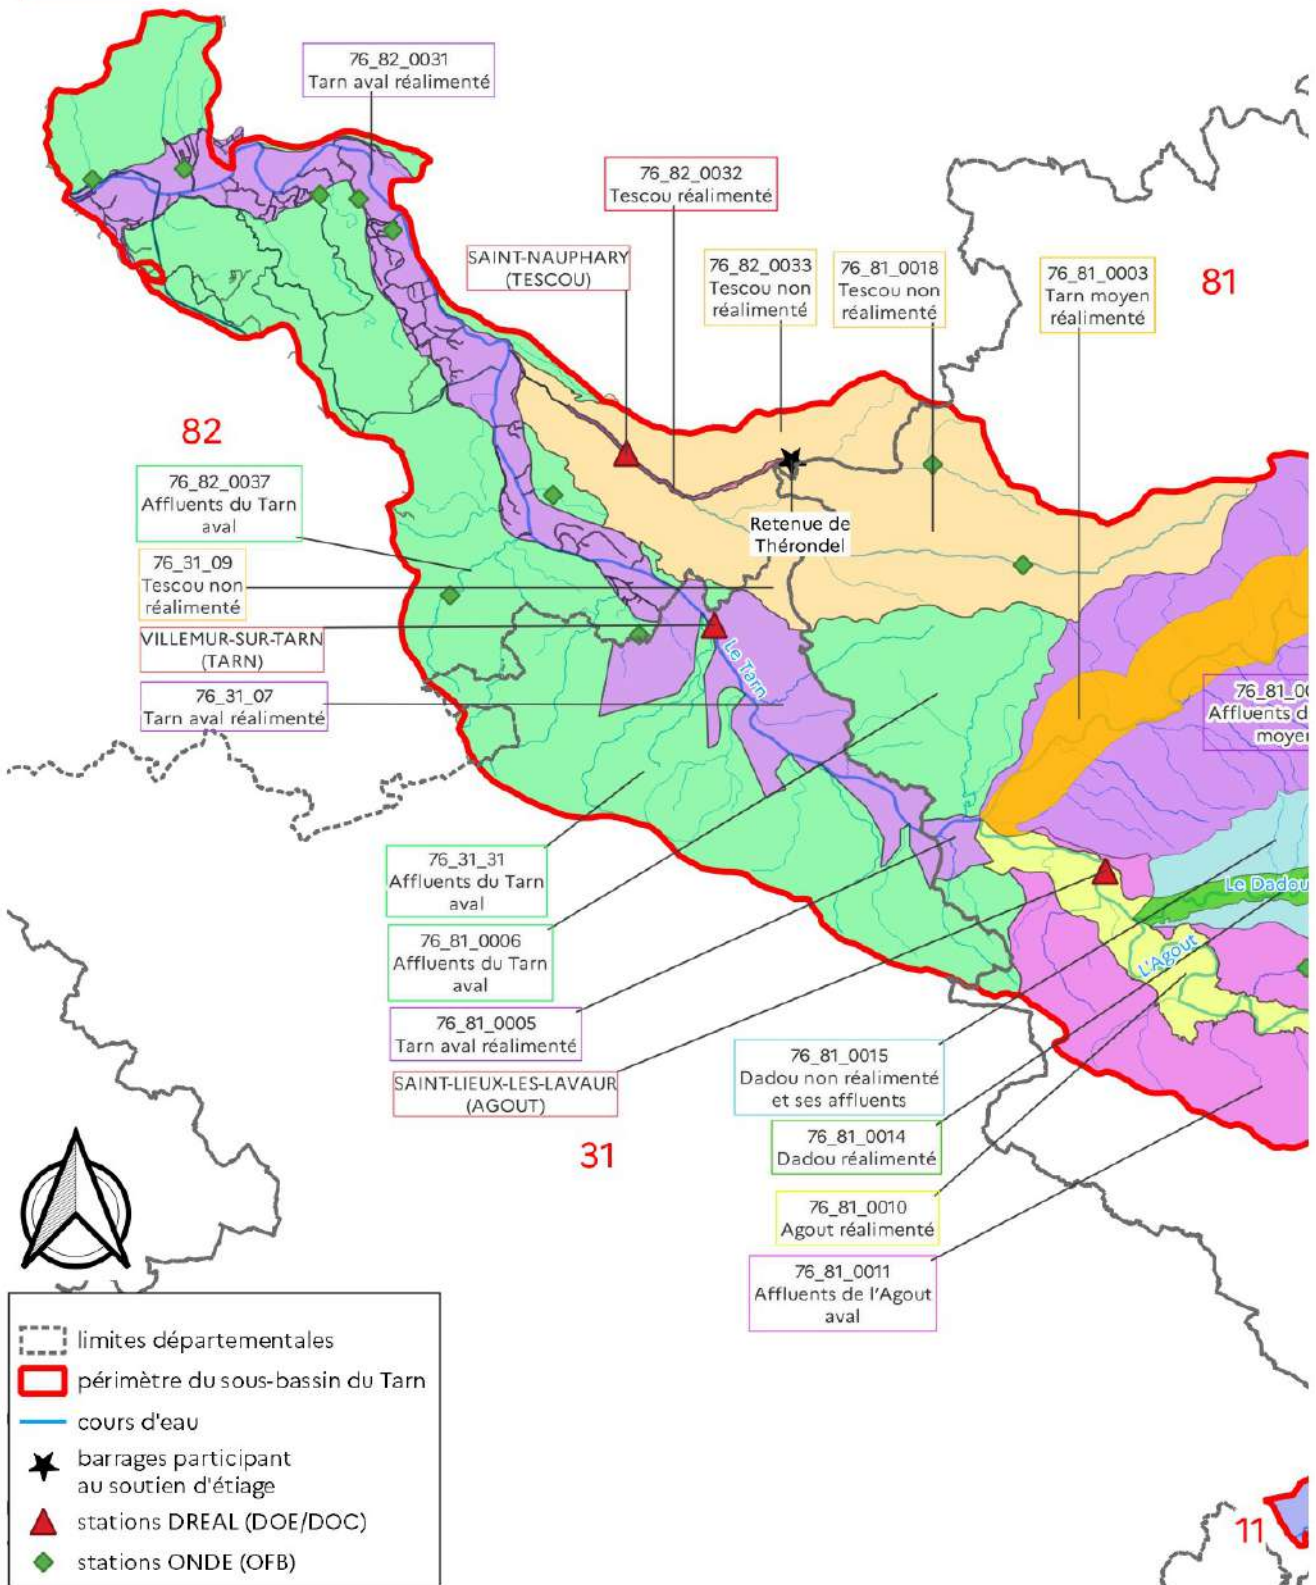 76_82_0031
Tarn aval réalimenté
76_82_0032
Tescou réalimenté
SAINT-NAUPHARY
(TESCOU)
76_82_0033
Tescou non
réalimenté
76_81_0018
Tescou non
réalimenté
76_81_0003
Tarn moyen
réalimenté
81
82
76_82_0037
Affluents du Tarn
aval
Retenue de
Thérondel
76_31_09
Tescou non
réalimenté
VILLEMUR-SUR-TARN
(TARN)
Le Tarn
76_31_07
Tarn aval réalimenté
76_81_00
Affluents d
moyen
76_31_31
Affluents du Tarn
aval
Le Dadou
76_81_0006
Affluents du Tarn
aval
L'Agout
76_81_0005
Tarn aval réalimenté
SAINT-LIEUX-LES-LAVAUR
(AGOUT)
76_81_0015
Dadou non réalimenté
et ses affluents
31
76_81_0014
Dadou réalimenté
76_81_0010
Agout réalimenté
76_81_0011
Affluents de l'Agout
aval
limites départementales
périmètre du sous-bassin du Tarn
cours d'eau
barrages participant
au soutien d'étiage
stations DREAL (DOE/DOC)
stations ONDE (OFB)
11